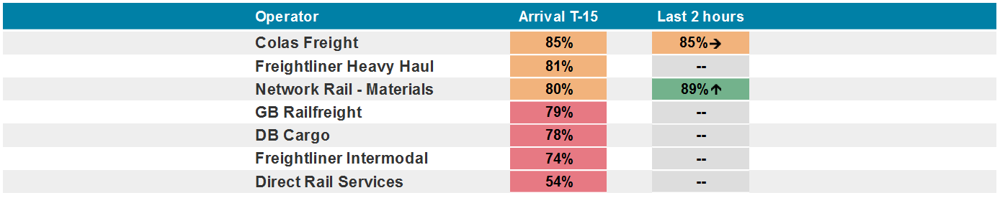 Operator Arrival T-15 Last 2 hours
Colas Freight 85% 85%→
Freightliner Heavy Haul 81% --
Network Rail - Materials 80% 89%↑
GB Railfreight 79% --
DB Cargo 78% --
Freightliner Intermodal 74% --
Direct Rail Services 54% --